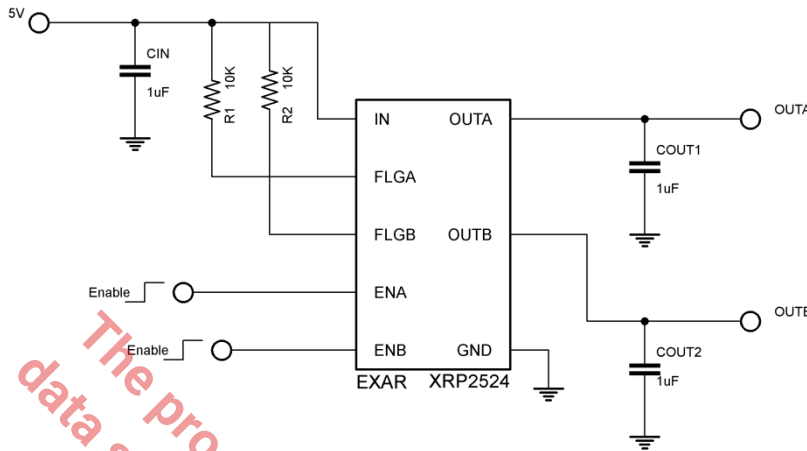 5V
CIN
1uF
10K
R1
10K
R2
IN
OUTA
FLGA
FLGB
OUTB
ENA
ENB
GND
EXAR
XRP2524
Enable
Enable
OUTA
COUT1
1uF
COUT2
1uF
The
data